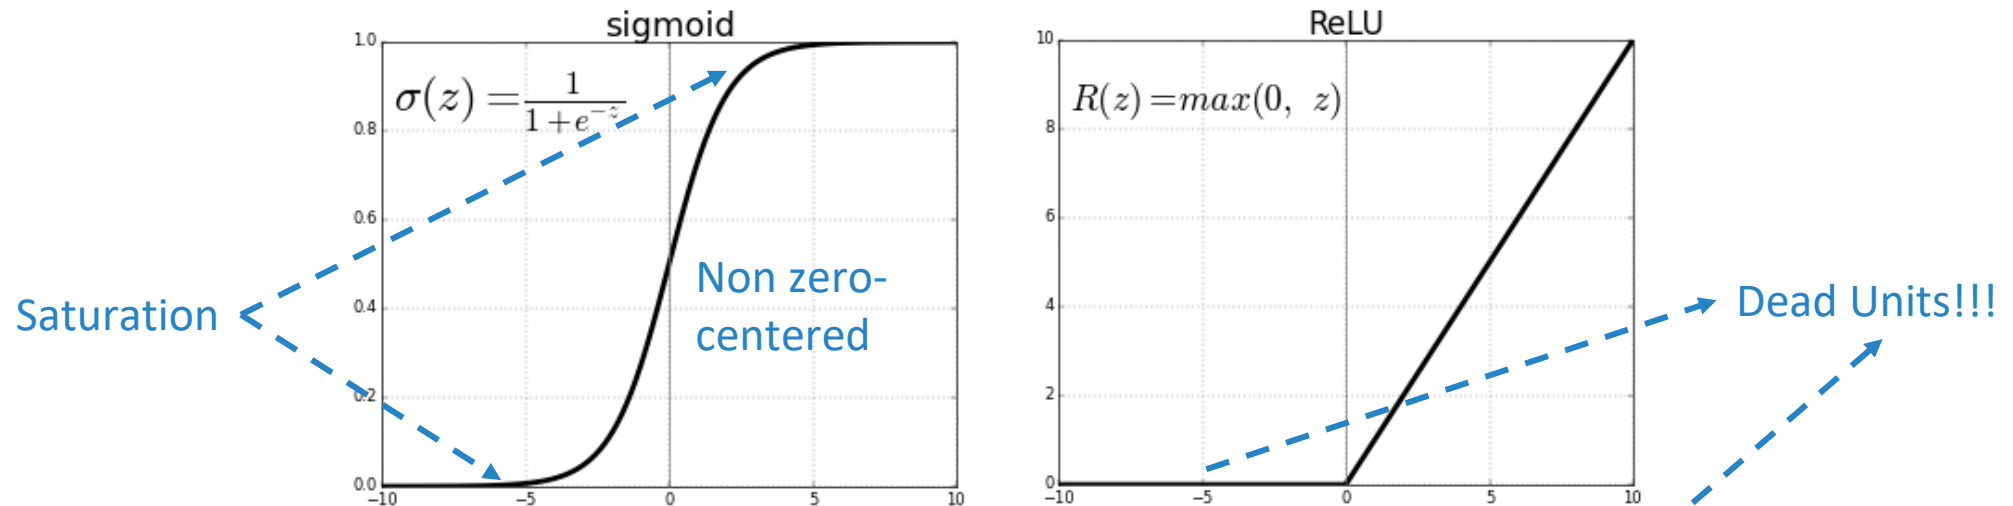 sigmoid
1.0
0.8
0.6
0.4
0.2
0.0
−10
−5
0
5
10
σ(z) = 1 / (1 + e^{−z})
Non zero-
centered
Saturation
ReLU
10
8
6
4
2
0
−10
−5
0
5
10
R(z) = max(0, z)
Dead Units!!!